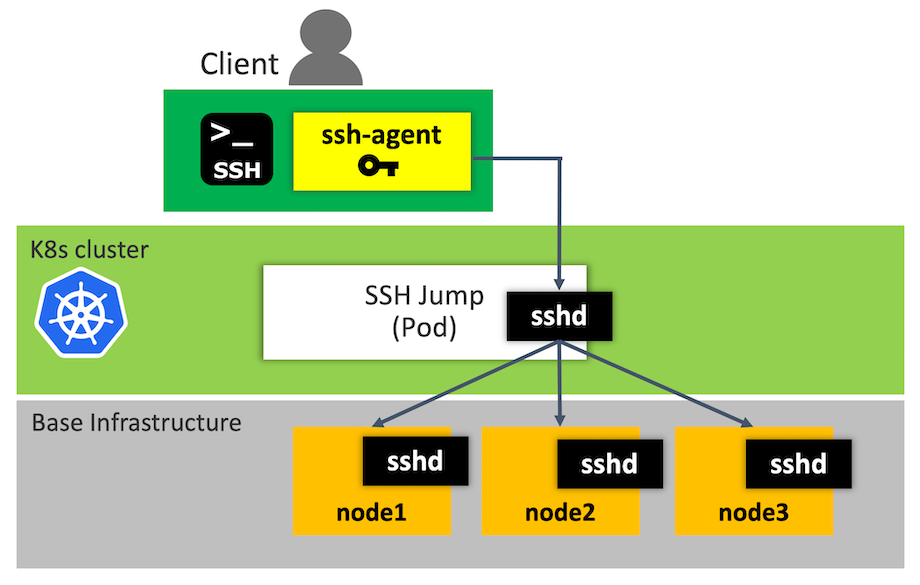 Client
>_
SSH
ssh-agent
K8s cluster
SSH Jump
(Pod)
sshd
Base Infrastructure
sshd
sshd
sshd
node1
node2
node3